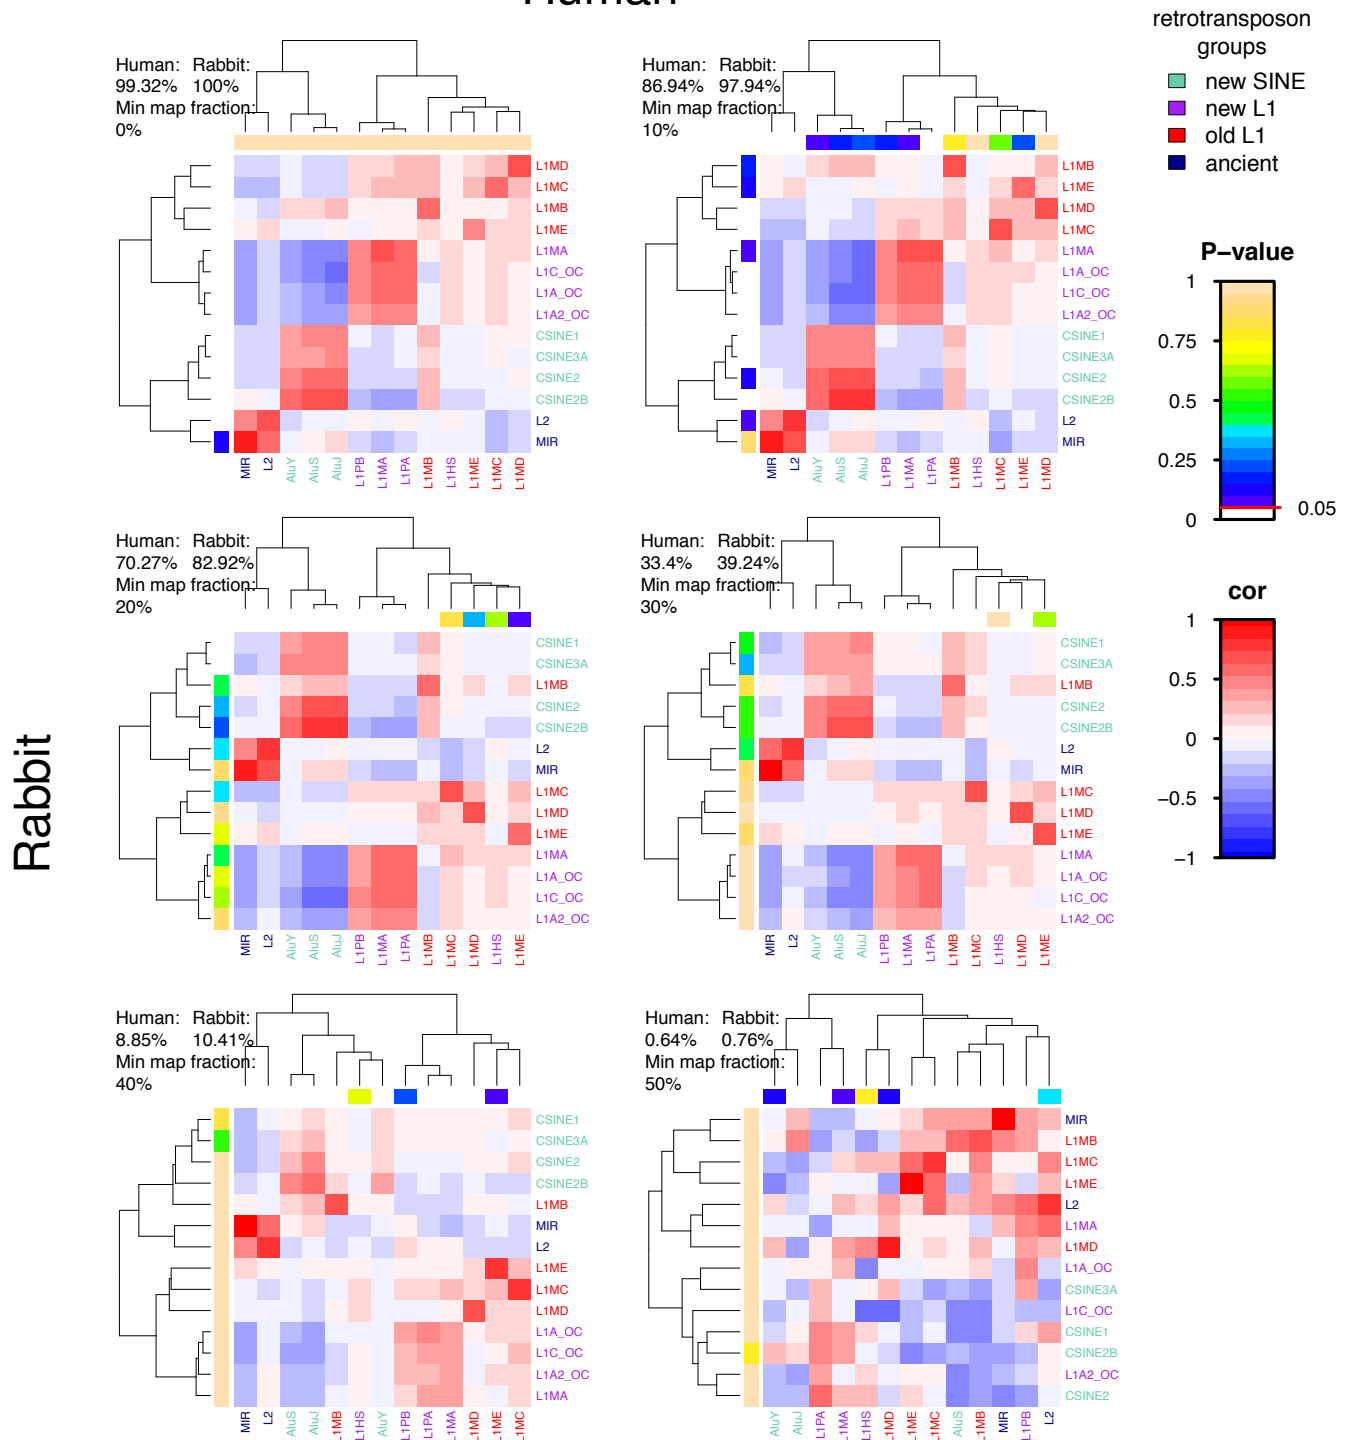 Human
retrotransposon
groups
new SINE
new L1
old L1
ancient
P−value
1
0.75
0.5
0.25
0
0.05
cor
1
0.5
0
−0.5
−1
Rabbit
Human: Rabbit:
99.32% 100%
Min map fraction:
0%
L1MD
L1MC
L1MB
L1ME
L1MA
L1C_OC
L1A_OC
L1A2_OC
CSINE1
CSINE3A
CSINE2
CSINE2B
L2
MIR
MIR L2 AluY AluS AluJ L1PB L1MA L1PA L1MB L1HS L1ME L1MC L1MD
Human: Rabbit:
86.94% 97.94%
Min map fraction:
10%
L1MB
L1ME
L1MD
L1MC
L1MA
L1A_OC
L1C_OC
L1A2_OC
CSINE1
CSINE3A
CSINE2
CSINE2B
L2
MIR
MIR L2 AluY AluS AluJ L1PB L1MA L1PA L1MB L1HS L1MC L1ME L1MD
Human: Rabbit:
70.27% 82.92%
Min map fraction:
20%
CSINE1
CSINE3A
L1MB
CSINE2
CSINE2B
L2
MIR
L1MC
L1MD
L1ME
L1MA
L1A_OC
L1C_OC
L1A2_OC
MIR L2 AluY AluS AluJ L1PB L1MA L1PA L1MB L1MC L1MD L1HS L1ME
Human: Rabbit:
33.4% 39.24%
Min map fraction:
30%
CSINE1
CSINE3A
L1MB
CSINE2
CSINE2B
L2
MIR
L1MC
L1MD
L1ME
L1MA
L1A_OC
L1C_OC
L1A2_OC
MIR L2 AluY AluS AluJ L1PB L1MA L1PA L1MB L1MC L1HS L1MD L1ME
Human: Rabbit:
8.85% 10.41%
Min map fraction:
40%
CSINE1
CSINE3A
CSINE2
CSINE2B
L1MB
MIR
L2
L1ME
L1MC
L1MD
L1A_OC
L1C_OC
L1A2_OC
L1MA
MIR L2 AluS AluJ L1MB L1HS AluY L1PB L1PA L1MA L1MD L1ME L1MC
Human: Rabbit:
0.64% 0.76%
Min map fraction:
50%
MIR
L1MB
L1MC
L1ME
L2
L1MA
L1MD
L1A_OC
CSINE3A
L1C_OC
CSINE1
CSINE2B
L1A2_OC
CSINE2
AluY AluJ L1PA L1MA L1HS L1MD L1ME L1MC AluS L1MB MIR L1PB L2